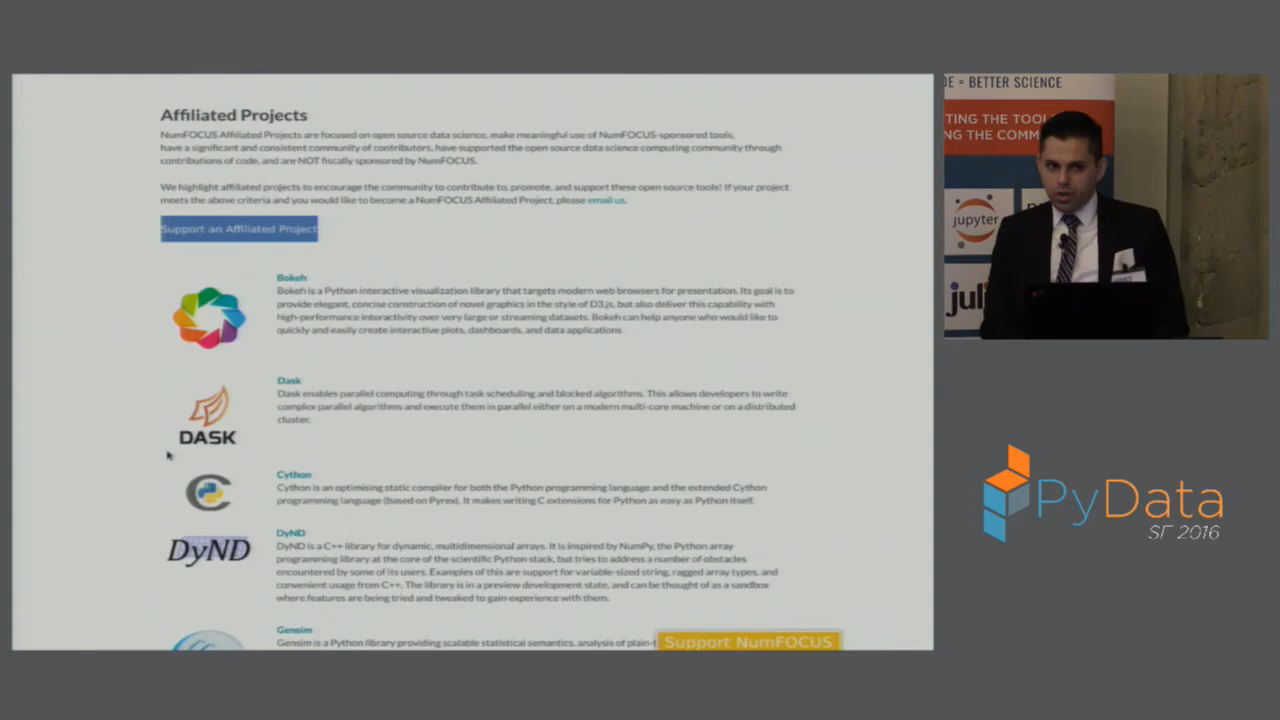 Affiliated Projects
NumFOCUS Affiliated Projects are focused on open source data science, make meaningful use of NumFOCUS-sponsored tools,
have a significant and consistent community of contributors, have supported the open source data science computing community through
contributions of code, and are NOT fiscally sponsored by NumFOCUS.
We highlight affiliated projects to encourage the community to contribute to, promote, and support these open source tools! If your project
meets the above criteria and you would like to become a NumFOCUS Affiliated Project, please email us.
Support an Affiliated Project
Bokeh
Bokeh is a Python interactive visualization library that targets modern web browsers for presentation. Its goal is to
provide elegant, concise construction of novel graphics in the style of D3.js, but also deliver this capability with
high-performance interactivity over very large or streaming datasets. Bokeh can help anyone who would like to
quickly and easily create interactive plots, dashboards, and data applications
DASK
Dask
Dask enables parallel computing through task scheduling and blocked algorithms. This allows developers to write
complex parallel algorithms and execute them in parallel either on a modern multi-core machine or on a distributed
cluster.
Cython
Cython is an optimising static compiler for both the Python programming language and the extended Cython
programming language (based on Pyrex). It makes writing C extensions for Python as easy as Python itself.
DyND
DyND
DyND is a C++ library for dynamic, multidimensional arrays. It is inspired by NumPy, the Python array
programming library at the core of the scientific Python stack, but tries to address a number of obstacles
encountered by some of its users. Examples of this are support for variable-sized string, ragged array types, and
convenient usage from C++. The library is in a preview development state, and can be thought of as a sandbox
where features are being tried and tweaked to gain experience with them.
Gensim
Gensim is a Python library providing scalable statistical semantics, analysis of plain-t
Support NumFOCUS
DE = BETTER SCIENCE
TING THE TOOL
NG THE COMM
jupyter
juli
PyData
SF 2016